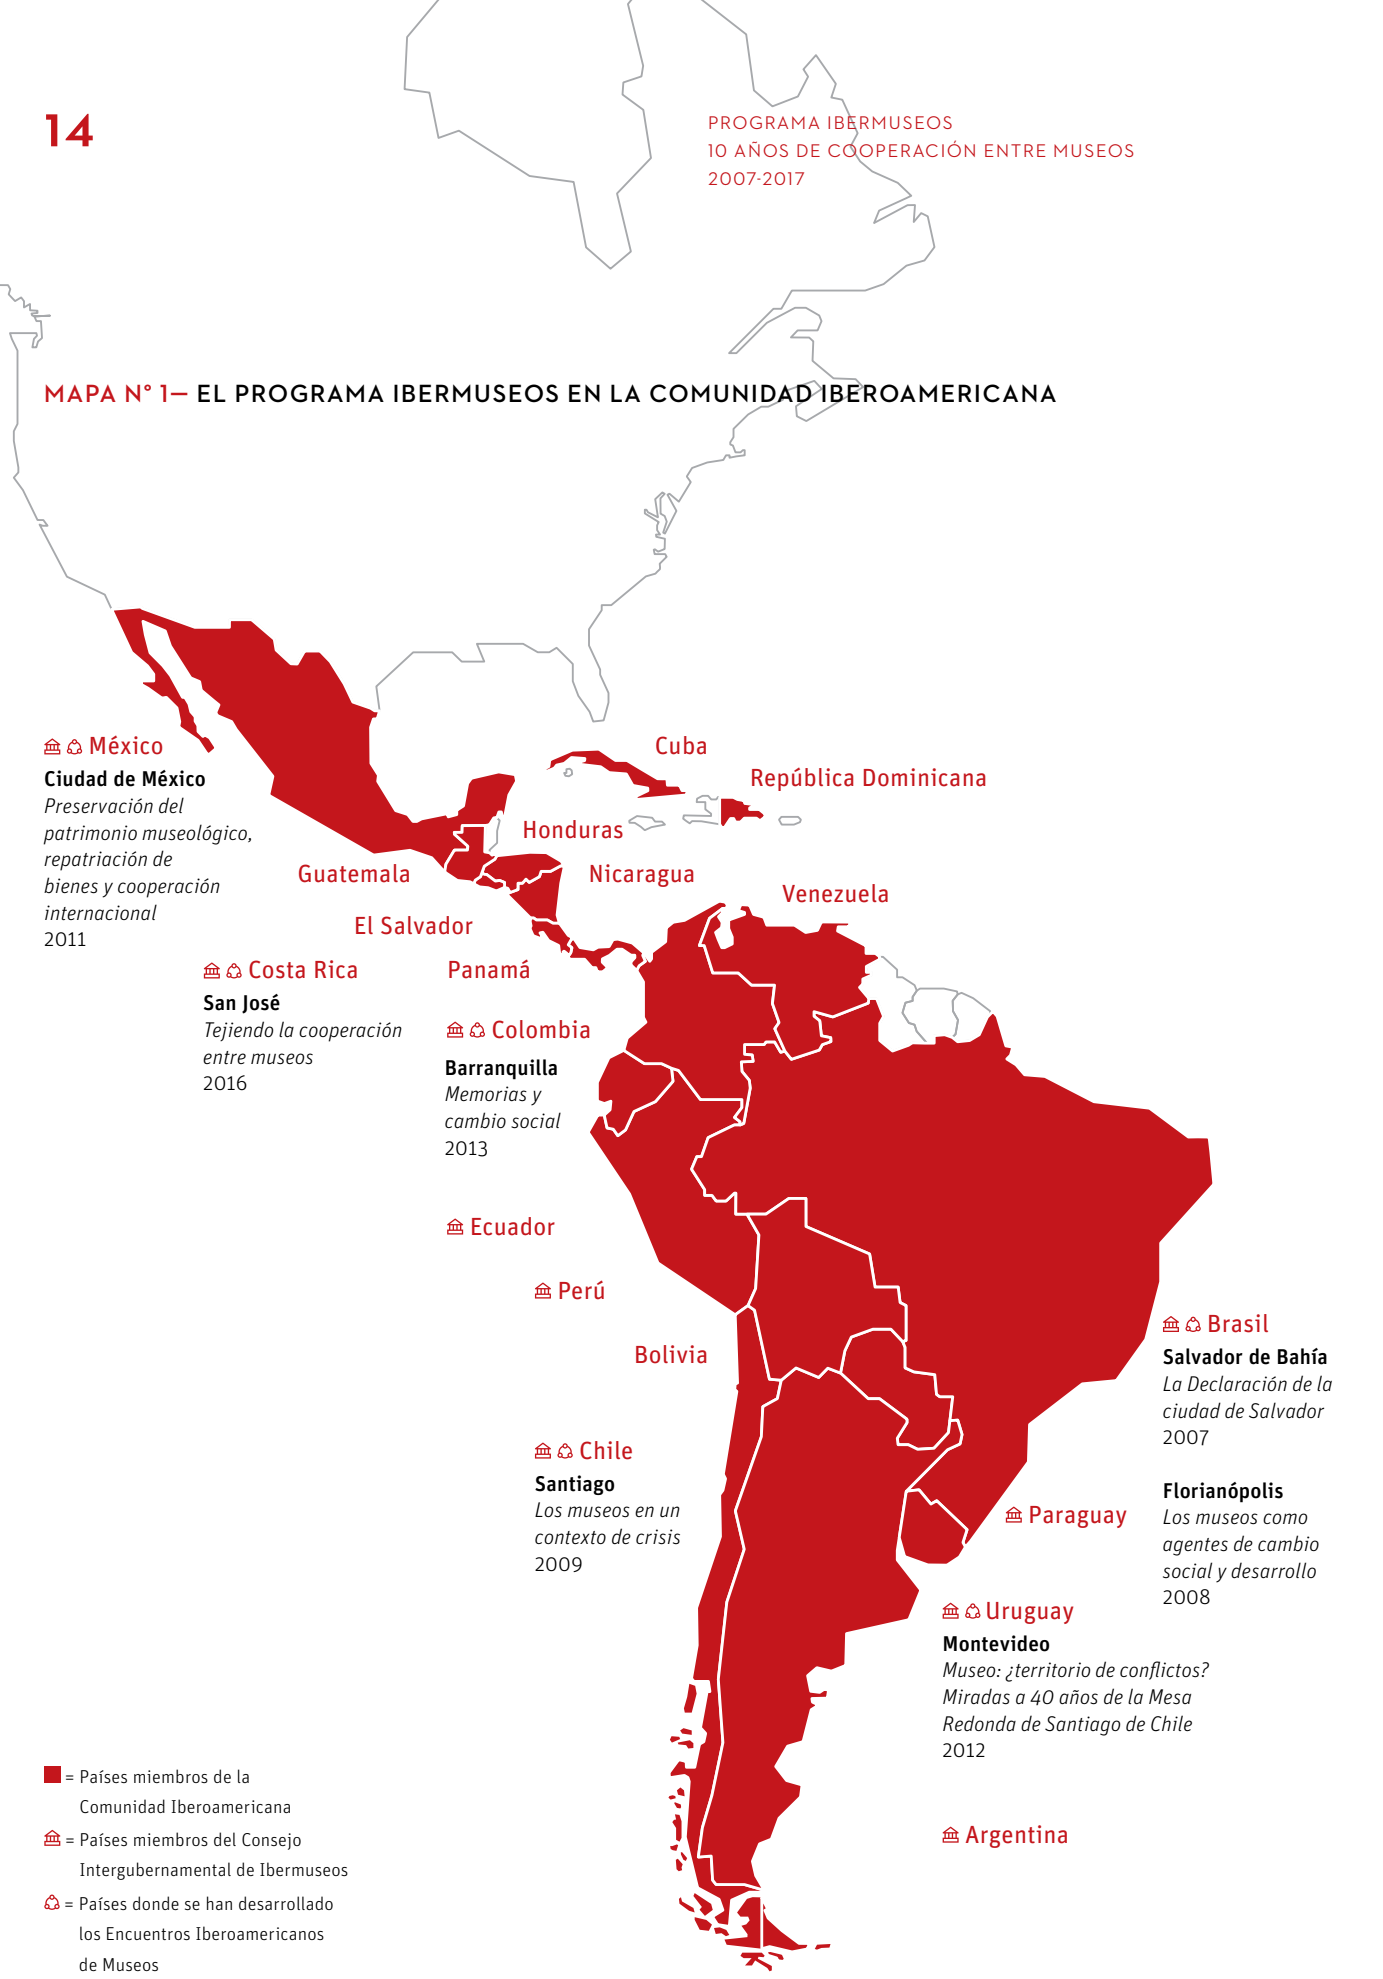 14
PROGRAMA IBERMUSEOS
10 AÑOS DE COOPERACIÓN ENTRE MUSEOS
2007-2017
MAPA N° 1— EL PROGRAMA IBERMUSEOS EN LA COMUNIDAD IBEROAMERICANA
México
Ciudad de México
Preservación del
patrimonio museológico,
repatriación de
bienes y cooperación
internacional
2011
Cuba
República Dominicana
Honduras
Guatemala
Nicaragua
Venezuela
El Salvador
Costa Rica
San José
Tejiendo la cooperación
entre museos
2016
Panamá
Colombia
Barranquilla
Memorias y
cambio social
2013
Ecuador
Perú
Bolivia
Brasil
Salvador de Bahía
La Declaración de la
ciudad de Salvador
2007
Florianópolis
Los museos como
agentes de cambio
social y desarrollo
2008
Chile
Santiago
Los museos en un
contexto de crisis
2009
Paraguay
Uruguay
Montevideo
Museo: ¿territorio de conflictos?
Miradas a 40 años de la Mesa
Redonda de Santiago de Chile
2012
Argentina
= Países miembros de la
Comunidad Iberoamericana
= Países miembros del Consejo
Intergubernamental de Ibermuseos
= Países donde se han desarrollado
los Encuentros Iberoamericanos
de Museos